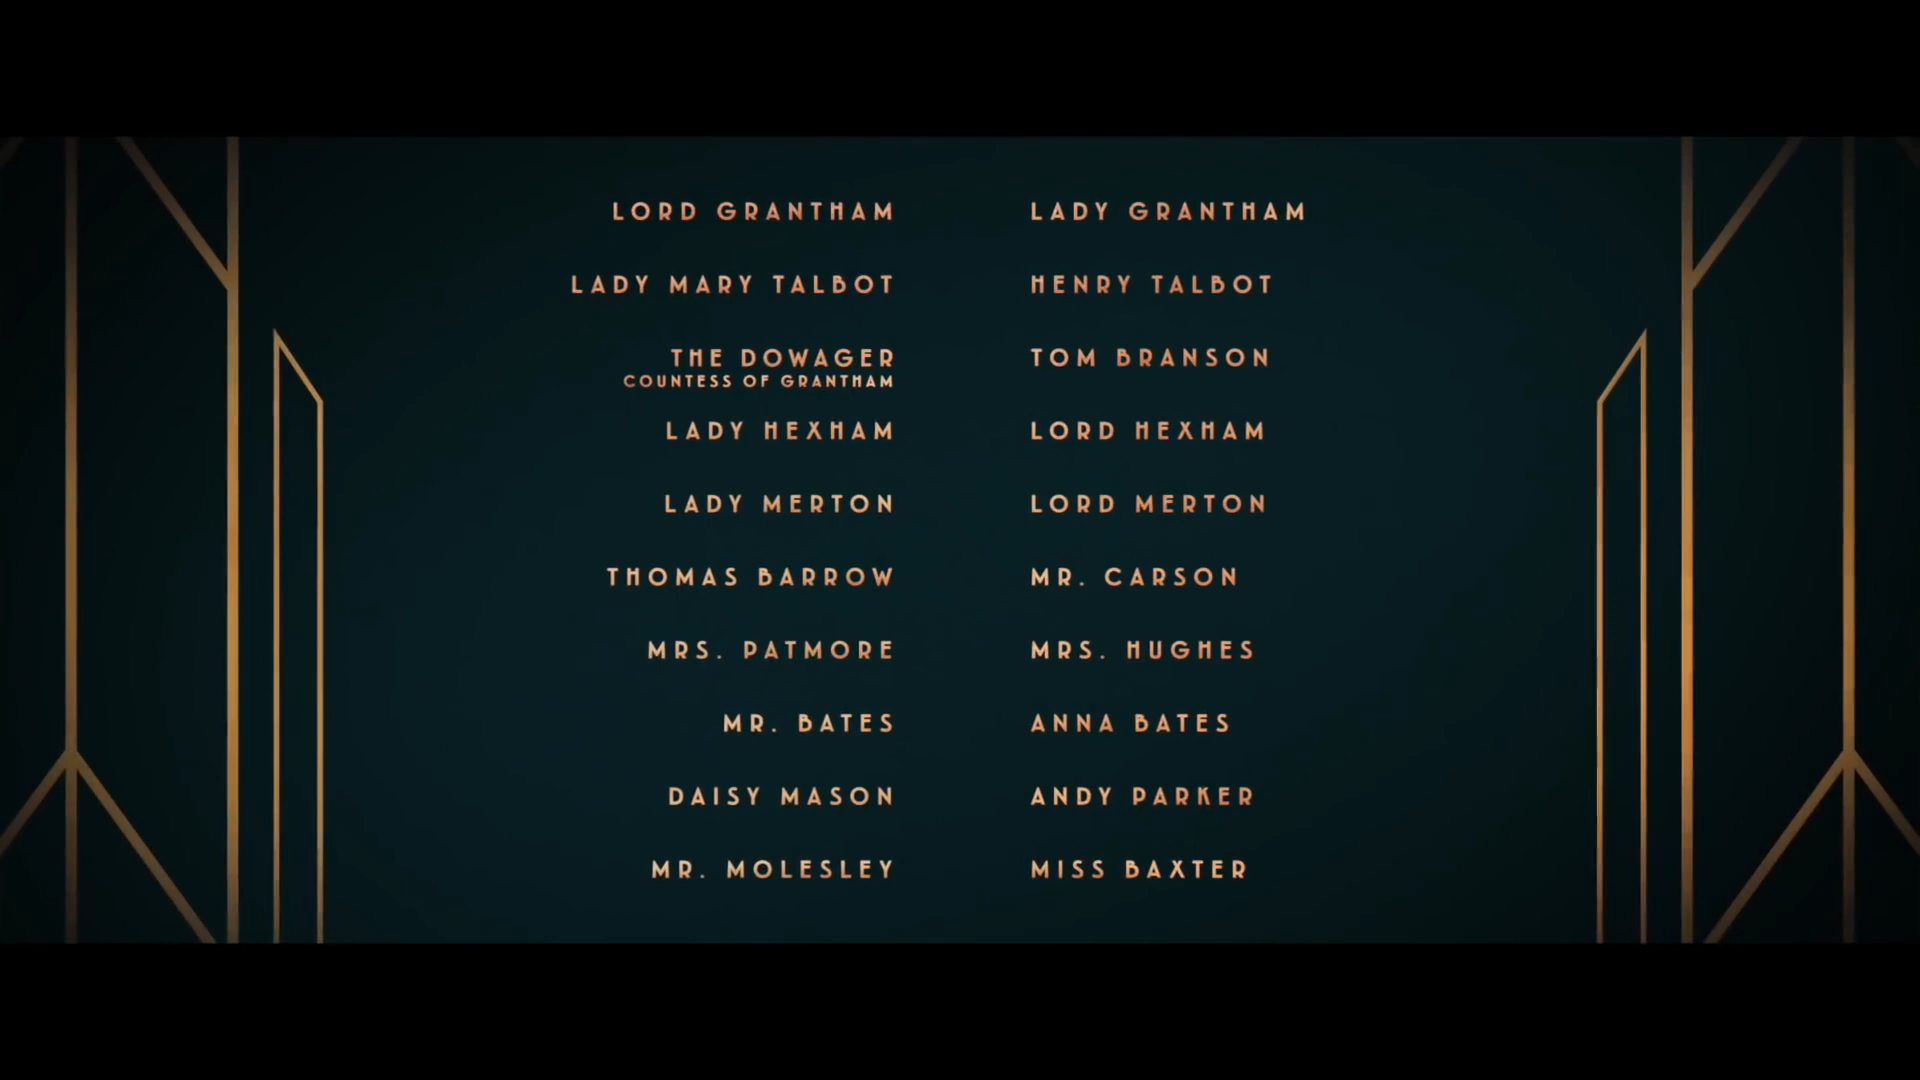 LORD GRANTHAM LADY GRANTHAM
LADY MARY TALBOT HENRY TALBOT
THE DOWAGER TOM BRANSON
COUNTESS OF GRANTHAM
LADY HEXHAM LORD HEXHAM
LADY MERTON LORD MERTON
THOMAS BARROW MR. CARSON
MRS. PATMORE MRS. HUGHES
MR. BATES ANNA BATES
DAISY MASON ANDY PARKER
MR. MOLESLEY MISS BAXTER